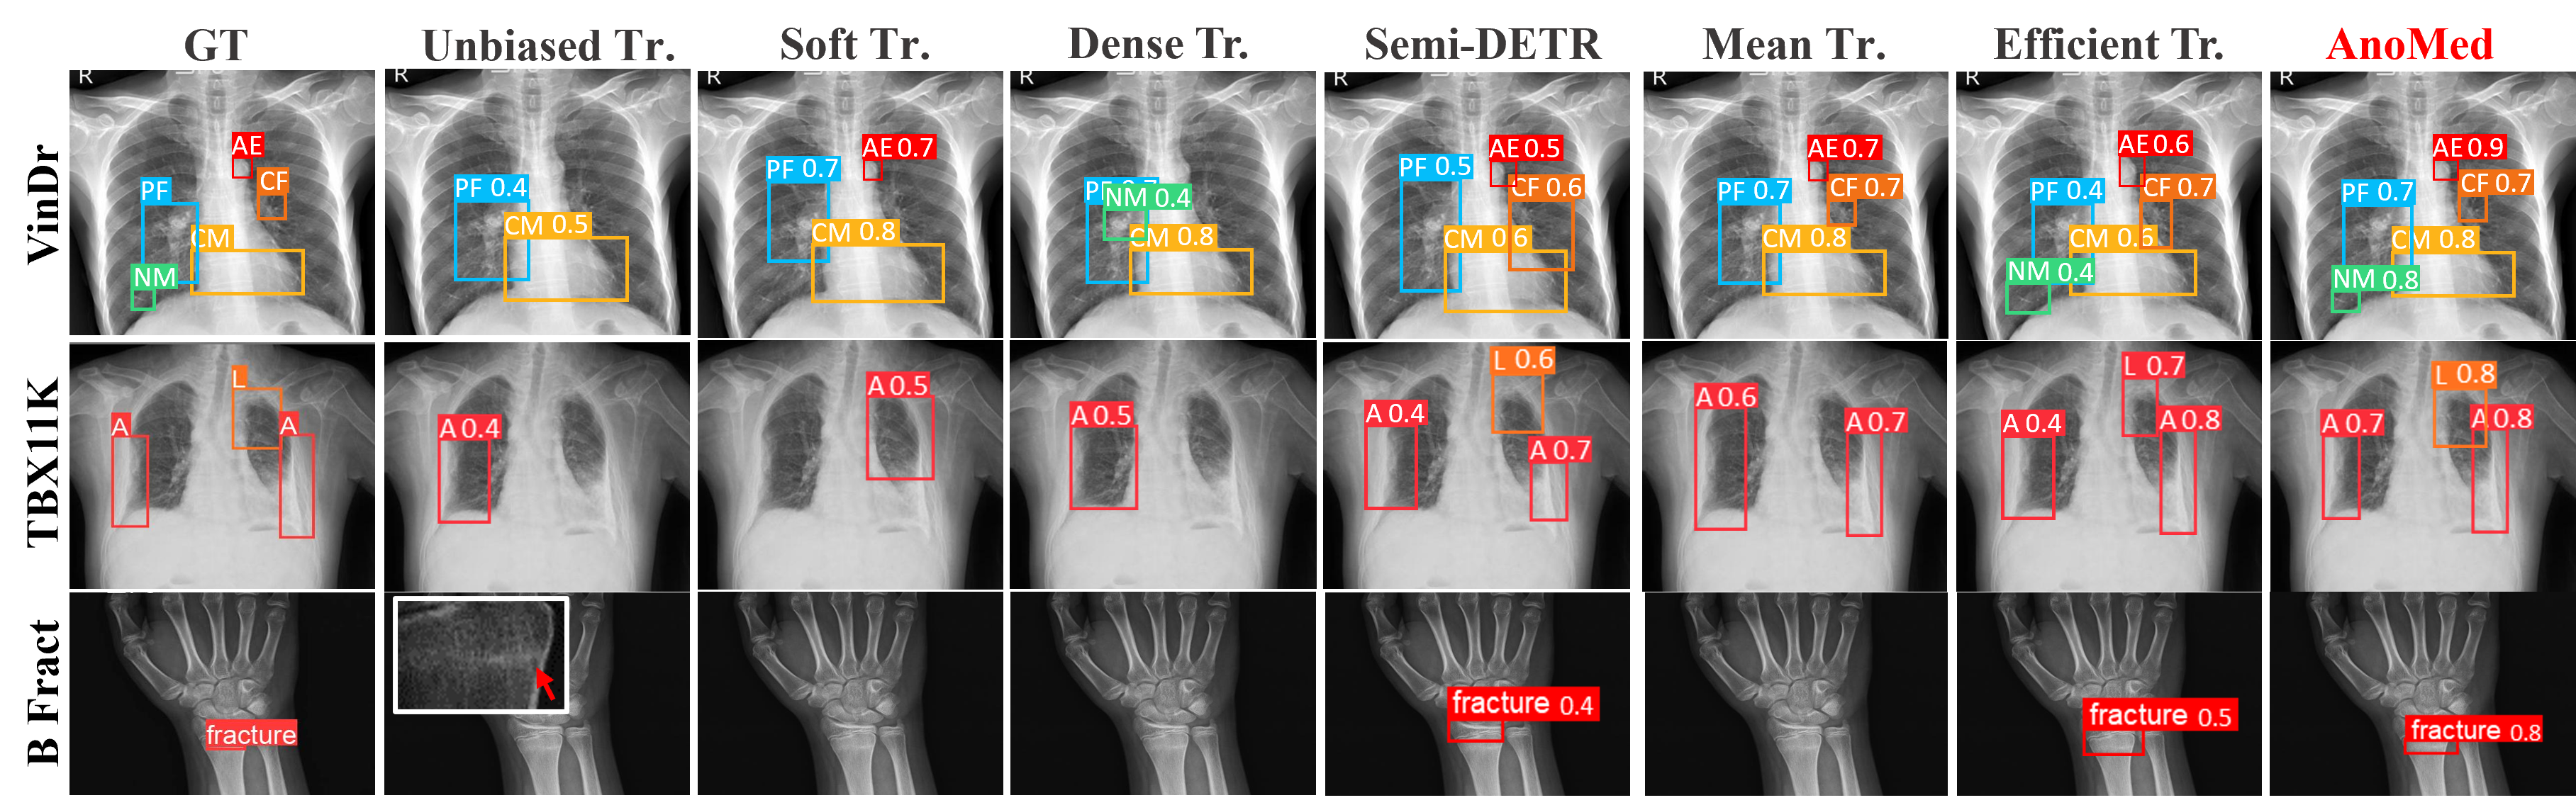 GT Unbiased Tr. Soft Tr. Dense Tr. Semi-DETR Mean Tr. Efficient Tr. AnoMed
VinDr
R
AE
CF
PF
CM
NM
R
PF 0.4
CM 0.5
R
AE 0.7
PF 0.7
CM 0.8
R
PF 0.7
NM 0.4
CM 0.8
R
AE 0.5
PF 0.5
CF 0.6
CM 0.6
R
AE 0.7
PF 0.7
CF 0.7
CM 0.8
R
AE 0.6
PF 0.4
CF 0.7
CM 0.6
NM 0.4
R
AE 0.9
PF 0.7
CF 0.7
CM 0.8
NM 0.8
TBX11K
L
A
A
A 0.4
A 0.5
A 0.5
L 0.6
A 0.4
A 0.7
A 0.6
A 0.7
L 0.7
A 0.4
A 0.8
L 0.8
A 0.7
A 0.8
B Fract
fracture
fracture 0.4
fracture 0.5
fracture 0.8